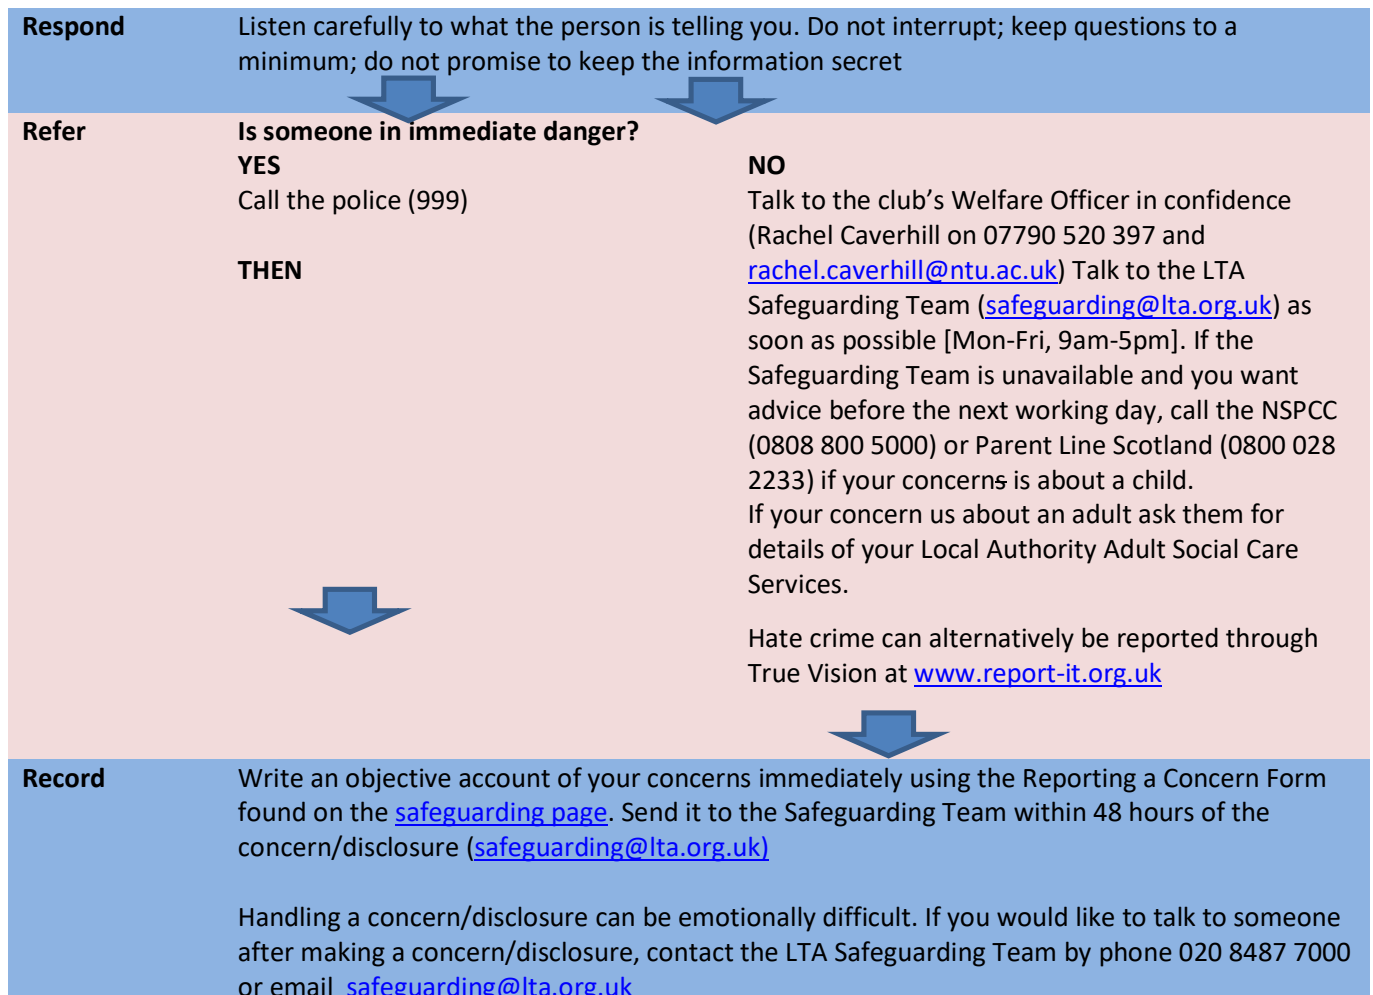 Respond
Listen carefully to what the person is telling you. Do not interrupt; keep questions to a
minimum; do not promise to keep the information secret
Refer
Is someone in immediate danger?
YES
Call the police (999)
THEN
NO
Talk to the club’s Welfare Officer in confidence
(Rachel Caverhill on 07790 520 397 and
rachel.caverhill@ntu.ac.uk) Talk to the LTA
Safeguarding Team (safeguarding@lta.org.uk) as
soon as possible [Mon-Fri, 9am-5pm]. If the
Safeguarding Team is unavailable and you want
advice before the next working day, call the NSPCC
(0808 800 5000) or Parent Line Scotland (0800 028
2233) if your concerns is about a child.
If your concern us about an adult ask them for
details of your Local Authority Adult Social Care
Services.
Hate crime can alternatively be reported through
True Vision at www.report-it.org.uk
Record
Write an objective account of your concerns immediately using the Reporting a Concern Form
found on the safeguarding page. Send it to the Safeguarding Team within 48 hours of the
concern/disclosure (safeguarding@lta.org.uk)
Handling a concern/disclosure can be emotionally difficult. If you would like to talk to someone
after making a concern/disclosure, contact the LTA Safeguarding Team by phone 020 8487 7000
or email safeguarding@lta.org.uk